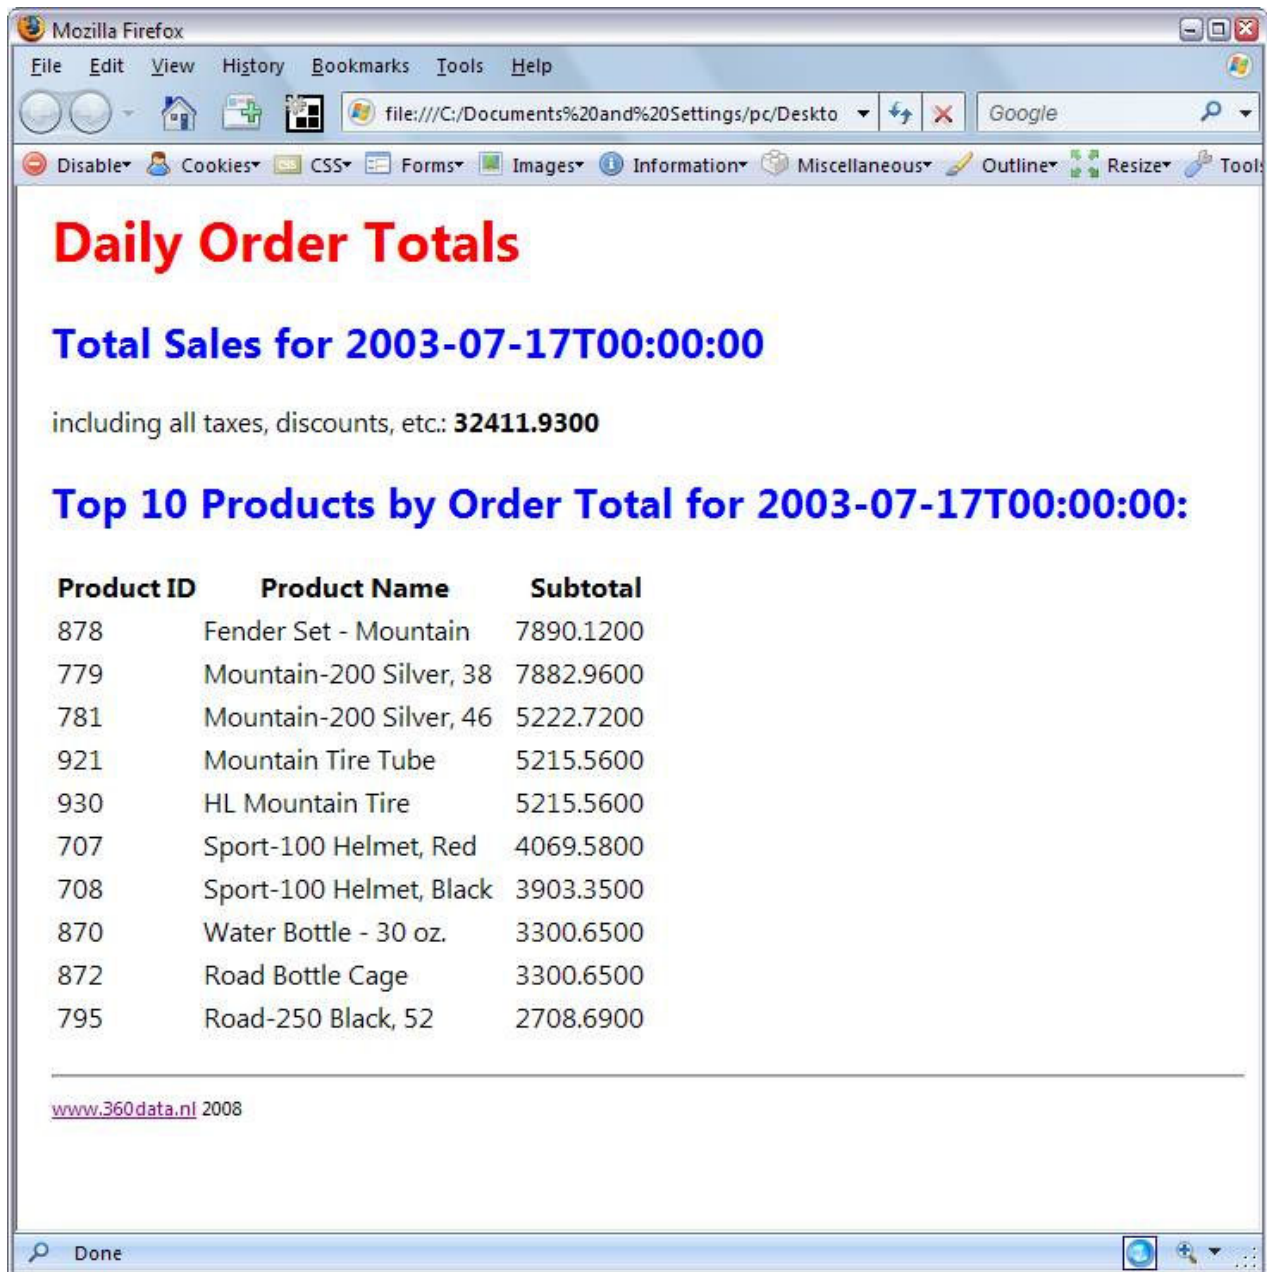 Mozilla Firefox
File Edit View History Bookmarks Tools Help
file:///C:/Documents%20and%20Settings/pc/Deskto Google
Disable Cookies CSS Forms Images Information Miscellaneous Outline Resize Tools
Daily Order Totals
Total Sales for 2003-07-17T00:00:00
including all taxes, discounts, etc.: 32411.9300
Top 10 Products by Order Total for 2003-07-17T00:00:00:
Product ID Product Name Subtotal
878 Fender Set - Mountain 7890.1200
779 Mountain-200 Silver, 38 7882.9600
781 Mountain-200 Silver, 46 5222.7200
921 Mountain Tire Tube 5215.5600
930 HL Mountain Tire 5215.5600
707 Sport-100 Helmet, Red 4069.5800
708 Sport-100 Helmet, Black 3903.3500
870 Water Bottle - 30 oz. 3300.6500
872 Road Bottle Cage 3300.6500
795 Road-250 Black, 52 2708.6900
www.360data.nl 2008
Done